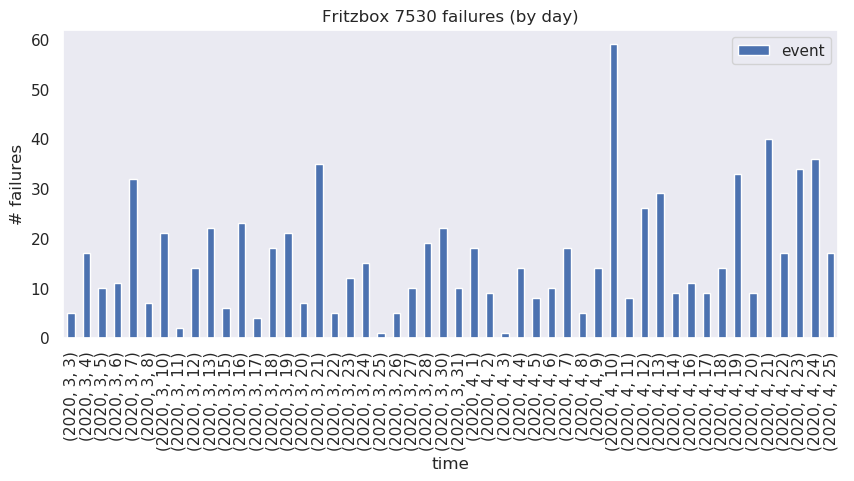 Fritzbox 7530 failures (by day)
event
# failures
60
50
40
30
20
10
0
(2020, 3, 3)
(2020, 3, 4)
(2020, 3, 5)
(2020, 3, 6)
(2020, 3, 7)
(2020, 3, 8)
(2020, 3, 10)
(2020, 3, 11)
(2020, 3, 12)
(2020, 3, 13)
(2020, 3, 15)
(2020, 3, 16)
(2020, 3, 17)
(2020, 3, 18)
(2020, 3, 19)
(2020, 3, 20)
(2020, 3, 21)
(2020, 3, 22)
(2020, 3, 23)
(2020, 3, 24)
(2020, 3, 25)
(2020, 3, 26)
(2020, 3, 27)
(2020, 3, 28)
(2020, 3, 30)
(2020, 3, 31)
(2020, 4, 1)
(2020, 4, 2)
(2020, 4, 3)
(2020, 4, 4)
(2020, 4, 5)
(2020, 4, 6)
(2020, 4, 7)
(2020, 4, 8)
(2020, 4, 9)
(2020, 4, 10)
(2020, 4, 11)
(2020, 4, 12)
(2020, 4, 13)
(2020, 4, 14)
(2020, 4, 16)
(2020, 4, 17)
(2020, 4, 18)
(2020, 4, 19)
(2020, 4, 20)
(2020, 4, 21)
(2020, 4, 22)
(2020, 4, 23)
(2020, 4, 24)
(2020, 4, 25)
time